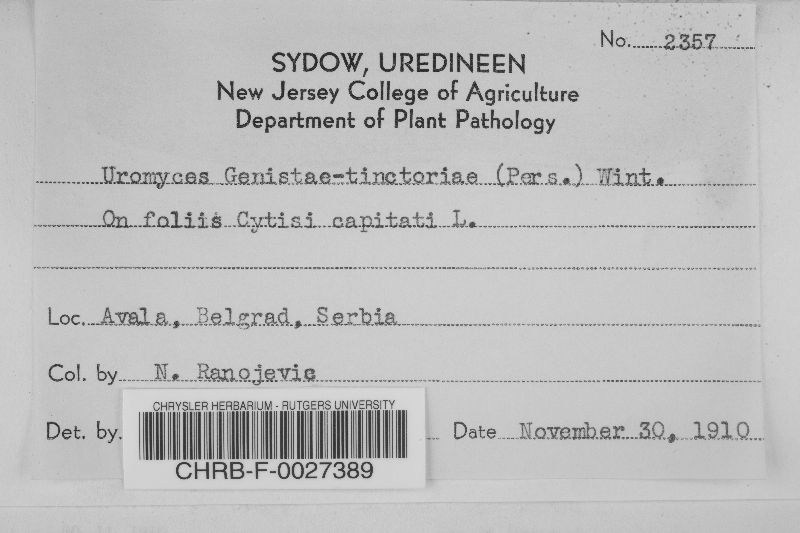 No. 2357
SYDOW, UREDINEEN
New Jersey College of Agriculture
Department of Plant Pathology
Uromyces Genistae-tinctoriae (Pers.) Wint.
On foliis Cytisi capitati L.
Loc. Avala, Belgrad, Serbia
Col. by N. Ranojevic
Det. by.
Date November 30, 1910
CHRYSLER HERBARIUM - RUTGERS UNIVERSITY
CHRB-F-0027389